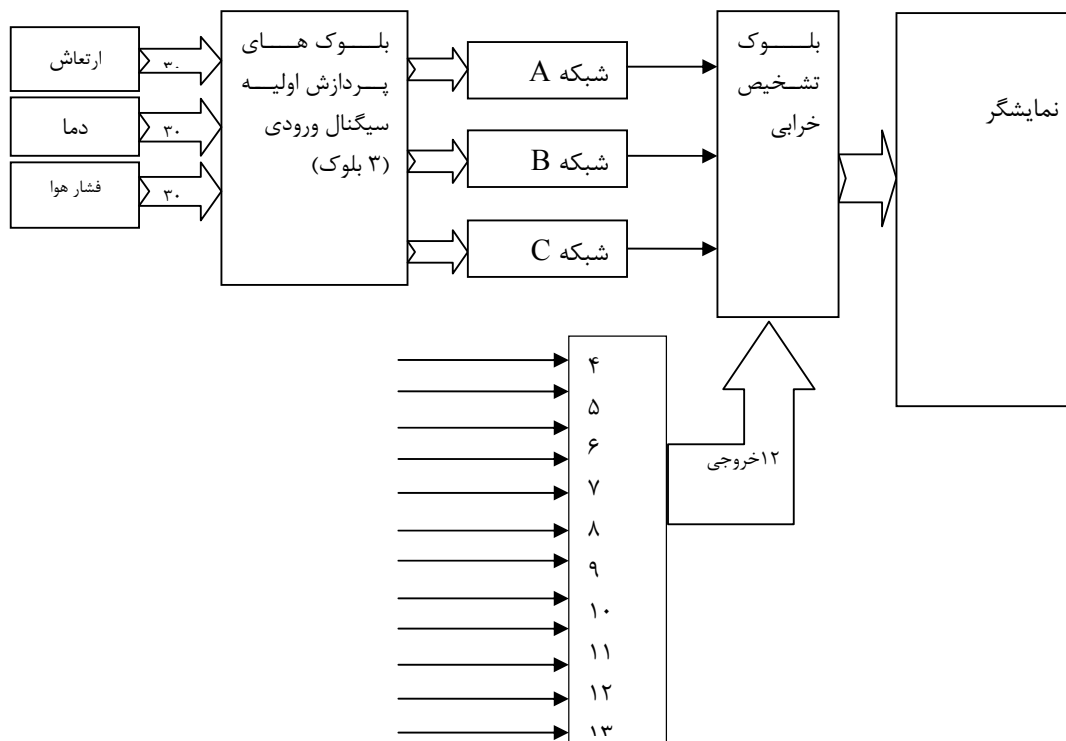 ارتعاش
۳۰
دما
۳۰
فشار هوا
۳۰
بلوک های
پردازش اولیه
سیگنال ورودی
(۳ بلوک)
شبکه A
شبکه B
شبکه C
بلوک
تشخیص
خرابی
نمایشگر
۴
۵
۶
۷
۸
۹
۱۰
۱۱
۱۲
۱۳
۱۲خروجی